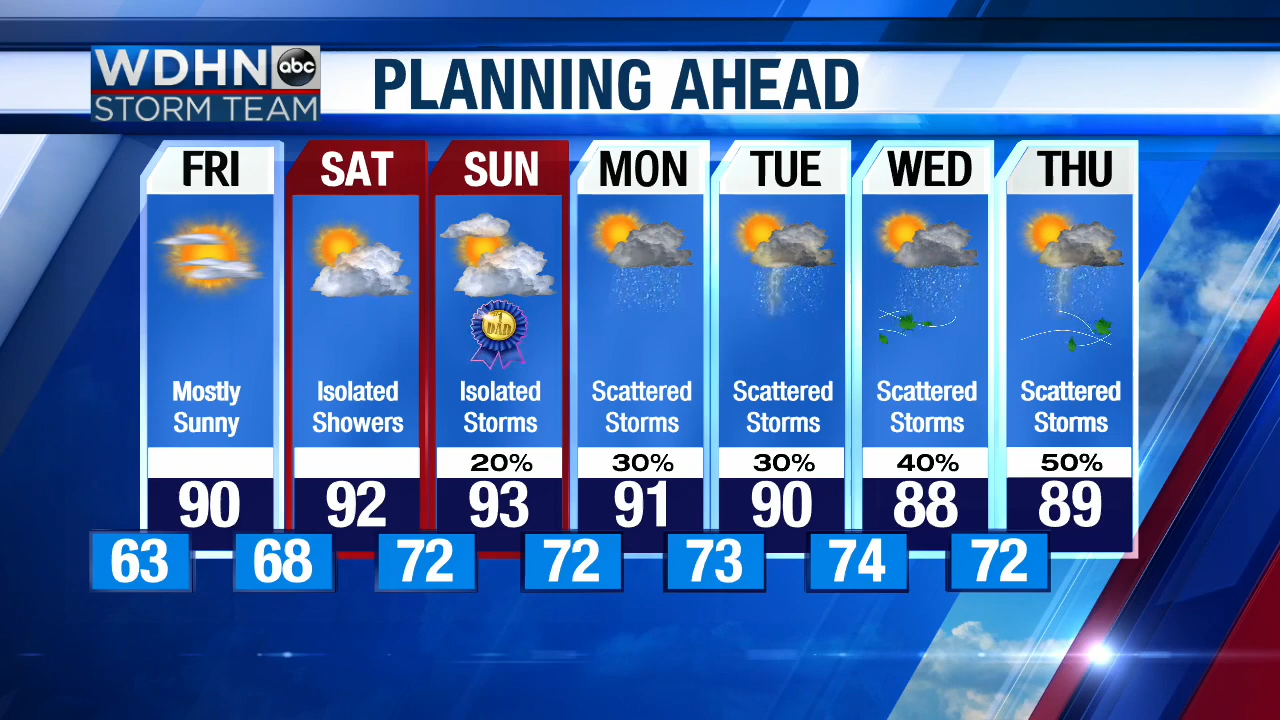 WDHN abc
STORM TEAM
PLANNING AHEAD
FRI
SAT
SUN
MON
TUE
WED
THU
#1
DAD
Mostly
Sunny
Isolated
Showers
Isolated
Storms
Scattered
Storms
Scattered
Storms
Scattered
Storms
Scattered
Storms
20%
30%
30%
40%
50%
90
92
93
91
90
88
89
63
68
72
72
73
74
72